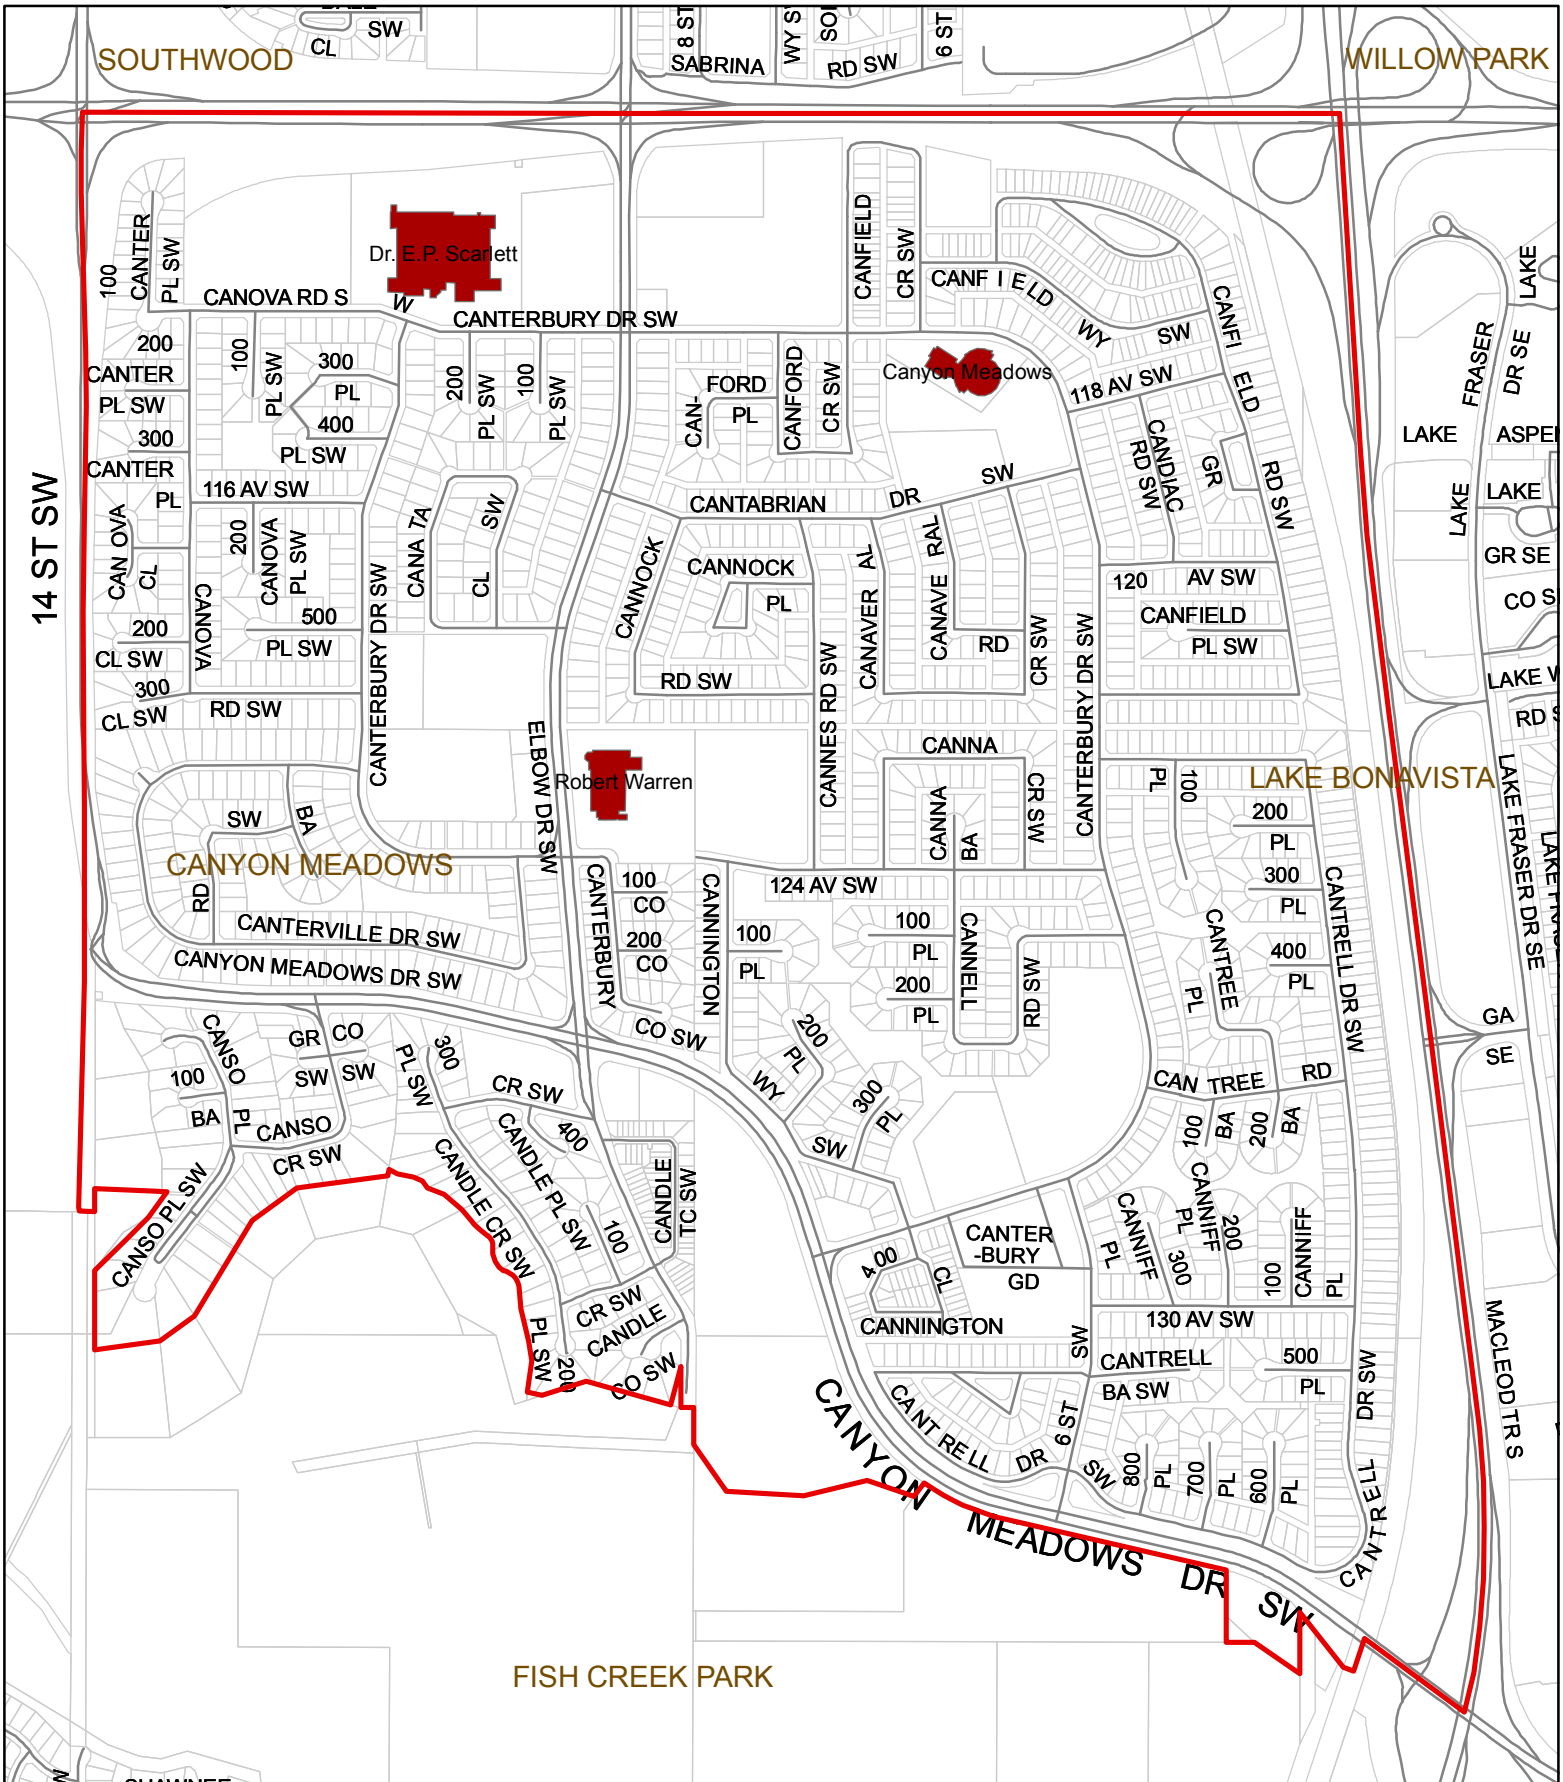 SW
CL
8 ST
WY S
6 ST
SABRINA
RD SW
SOUTHWOOD
WILLOW PARK
CANTER
100
PL SW
Dr. E.P. Scarlett
CANFIELD
CR SW
CANF I E LD
WY
SW
LAKE
CANOVA RD S
W
CANTERBURY DR SW
CANFI
ELD
RD SW
200
CANTER
PL SW
100
PL SW
300
PL
400
PL SW
200
PL SW
100
PL SW
CAN-
FORD
PL
CANFORD
CR SW
Canyon Meadows
118 AV SW
FRASER
DR SE
300
CANTER
PL
116 AV SW
CANTABRIAN
DR
SW
CANDIAC
RD SW
GR
LAKE
LAKE
LAKE
GR SE
14 ST SW
CAN OVA
CL
CANOVA
200
CANOVA
PL SW
CANTERBURY DR SW
CANA TA
SW
CL
CANNOCK
CANNOCK
PL
CANAVER AL
CANAVE RAL
RD
CR SW
CANTERBURY DR SW
120
AV SW
CANFIELD
PL SW
200
CL SW
500
PL SW
300
CL SW
RD SW
RD SW
CANNES RD SW
LAKE W
ELBOW DR SW
Robert Warren
CANNA
CANNA
BA
CR SW
PL
100
LAKE BONAVISTA
200
PL
LAKE FRASER DR SE
SW
BA
CANYON MEADOWS
RD
CANTERVILLE DR SW
CANYON MEADOWS DR SW
100
CO
200
CO
CANTERBURY
CO SW
CANNINGTON
124 AV SW
100
PL
100
PL
200
PL
CANNELL
RD SW
300
PL
400
PL
CANTREE
PL
CANTRELL DR SW
CANSO
PL
GR
SW
CO
SW
100
BA
CANSO
CR SW
CANSO PL SW
300
PL SW
CR SW
400
CANDLE PL SW
100
CANDLE CR SW
CANDLE
TC SW
200
PL
WY
SW
300
PL
CAN TREE
RD
GA
SE
100
BA
200
BA
CANNIFF
PL
CANNIFF
PL
300
200
100
CANNIFF
PL
CANTER
-BURY
GD
4 00
CL
CANNINGTON
130 AV SW
CR SW
CANDLE
CO SW
PL SW
200
SW
CANTRELL
BA SW
500
PL
DR SW
MACLEOD TR S
CANT RELL
DR
SW
6 ST
800
PL
700
PL
600
PL
CANTRELL
CANYON
MEADOWS
DR
SW
FISH CREEK PARK